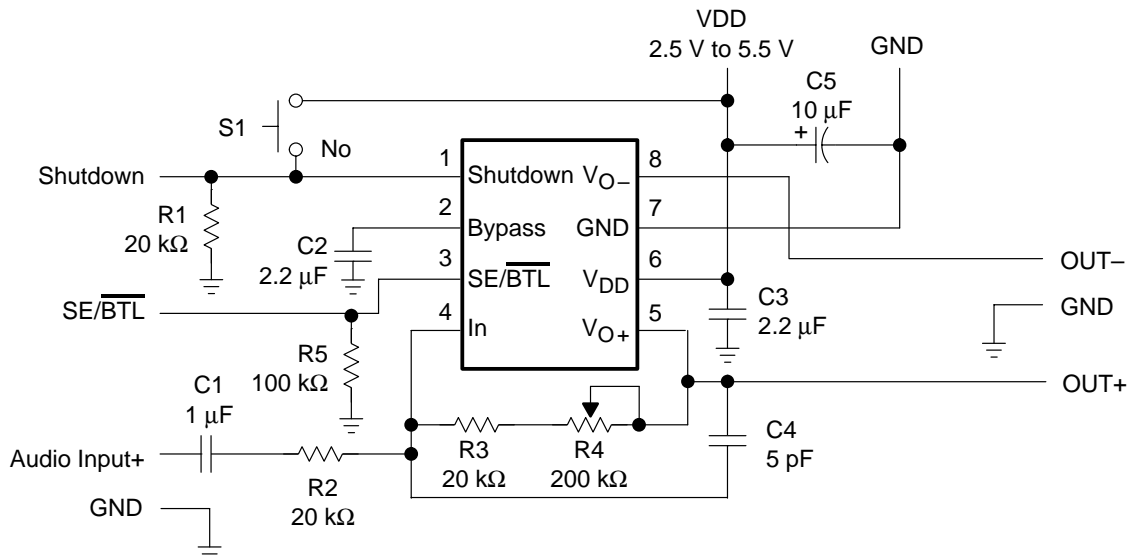 VDD
2.5 V to 5.5 V
GND
C5
10 μF
+
S1
No
Shutdown
1
Shutdown
VO−
8
R1
20 kΩ
2
Bypass
GND
7
C2
2.2 μF
3
SE/BTL
VDD
6
OUT−
SE/BTL
4
In
VO+
5
C3
2.2 μF
GND
R5
100 kΩ
OUT+
C1
1 μF
Audio Input+
R2
20 kΩ
R3
20 kΩ
R4
200 kΩ
C4
5 pF
GND